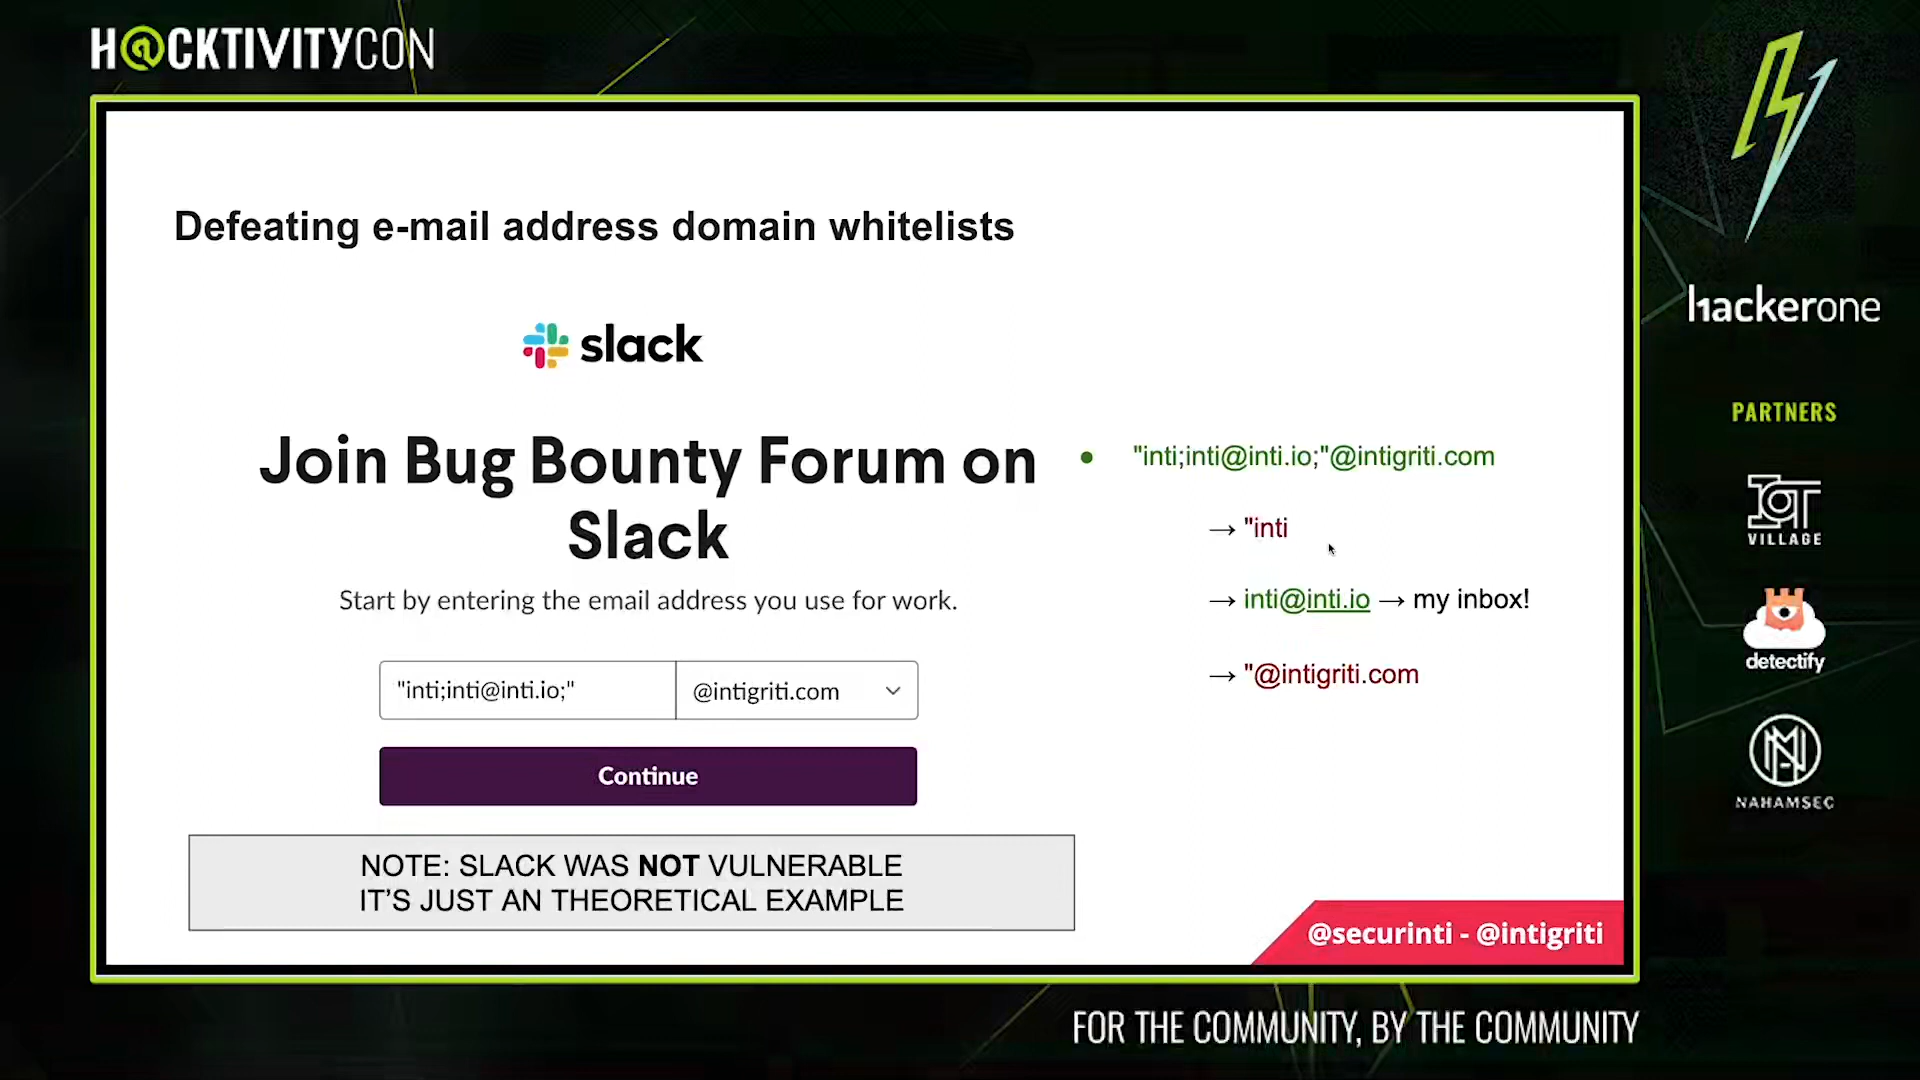 H@CKTIVITYCON
Defeating e-mail address domain whitelists
slack
Join Bug Bounty Forum on
Slack
Start by entering the email address you use for work.
"inti;inti@inti.io;"
@intigriti.com
Continue
NOTE: SLACK WAS NOT VULNERABLE
IT'S JUST AN THEORETICAL EXAMPLE
• "inti;inti@inti.io;"@intigriti.com
→ "inti
→ inti@inti.io → my inbox!
→ "@intigriti.com
@securinti - @intigriti
hackerone
PARTNERS
IOT
VILLAGE
detectify
NAHAMSEC
FOR THE COMMUNITY, BY THE COMMUNITY